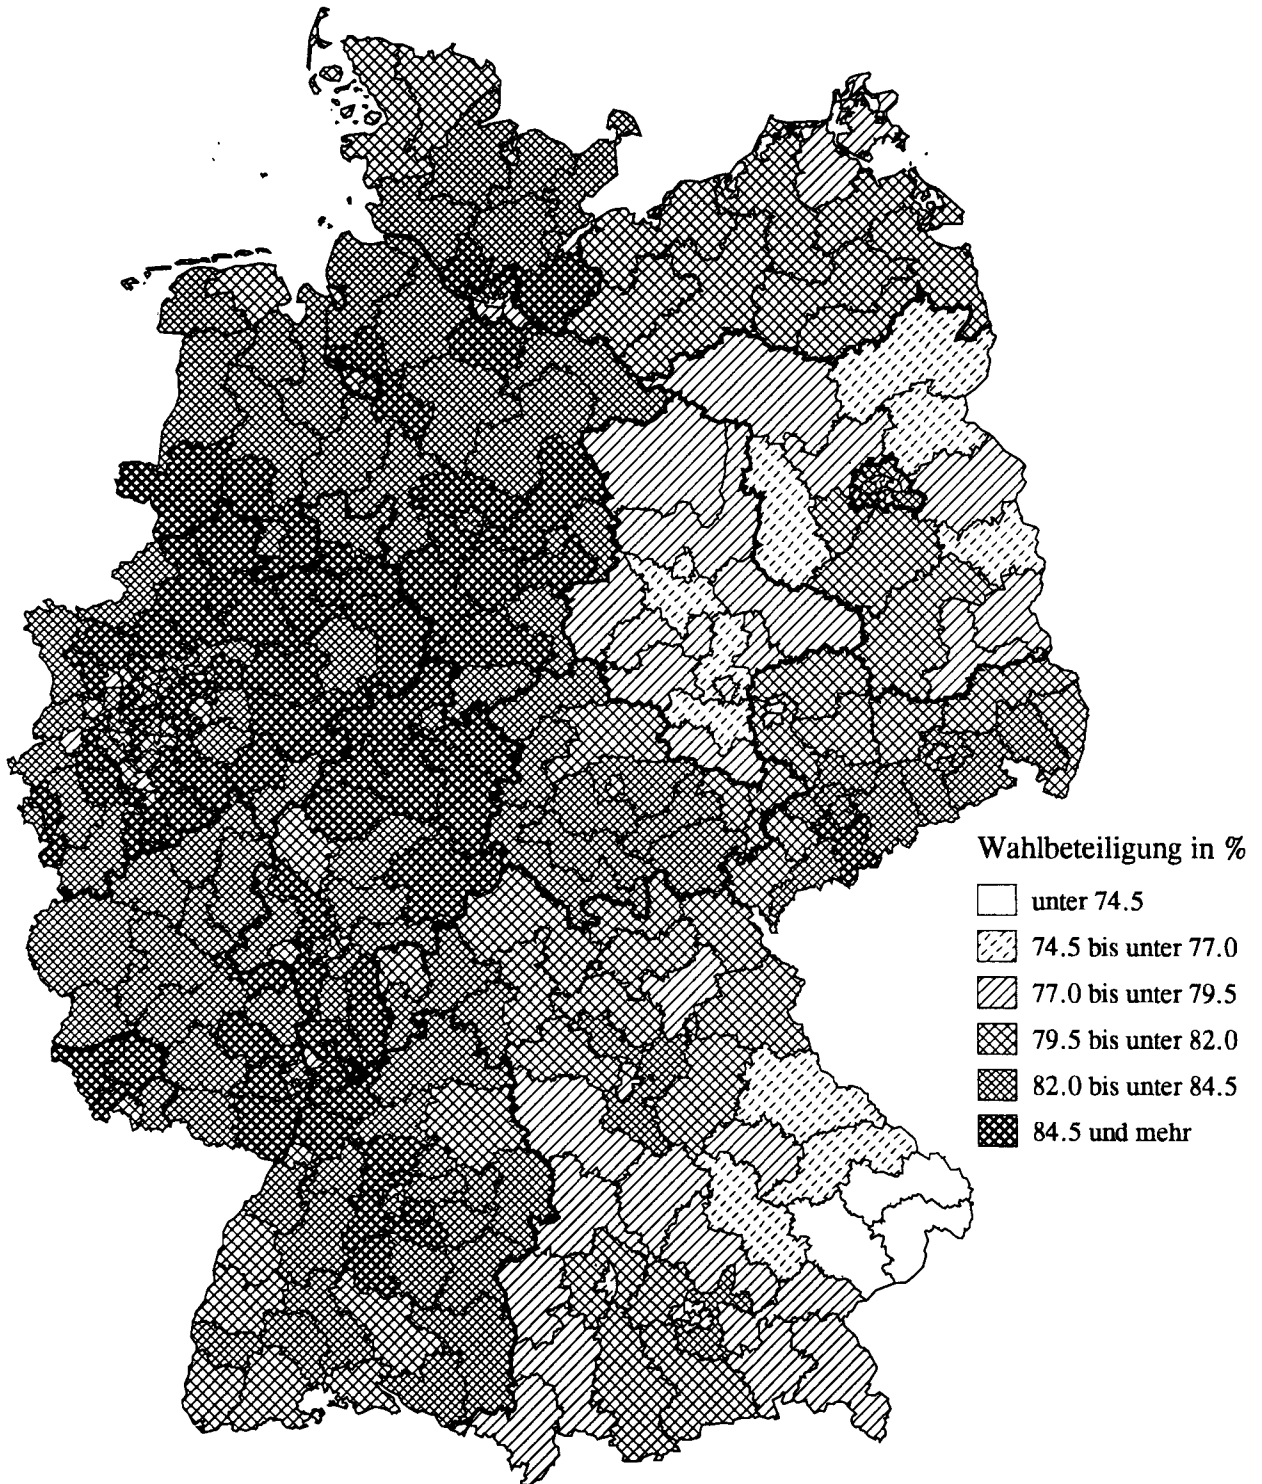 Wahlbeteiligung in %
unter 74.5
74.5 bis unter 77.0
77.0 bis unter 79.5
79.5 bis unter 82.0
82.0 bis unter 84.5
84.5 und mehr